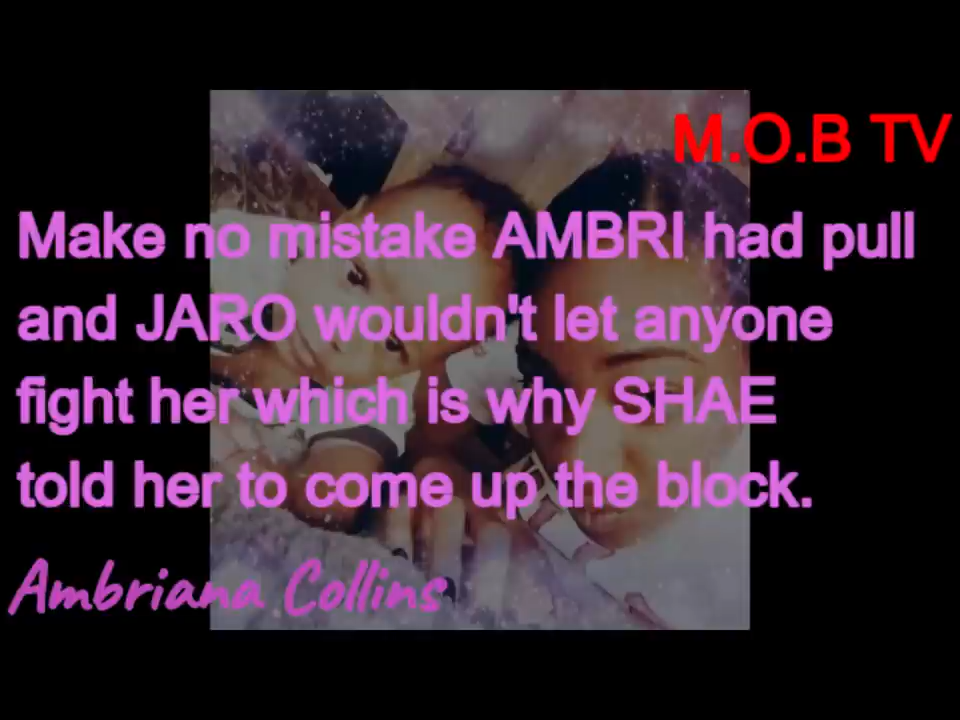 M.O.B TV
Make no mistake AMBRI had pull
and JARO wouldn't let anyone
fight her which is why SHAE
told her to come up the block.
Ambriana Collins